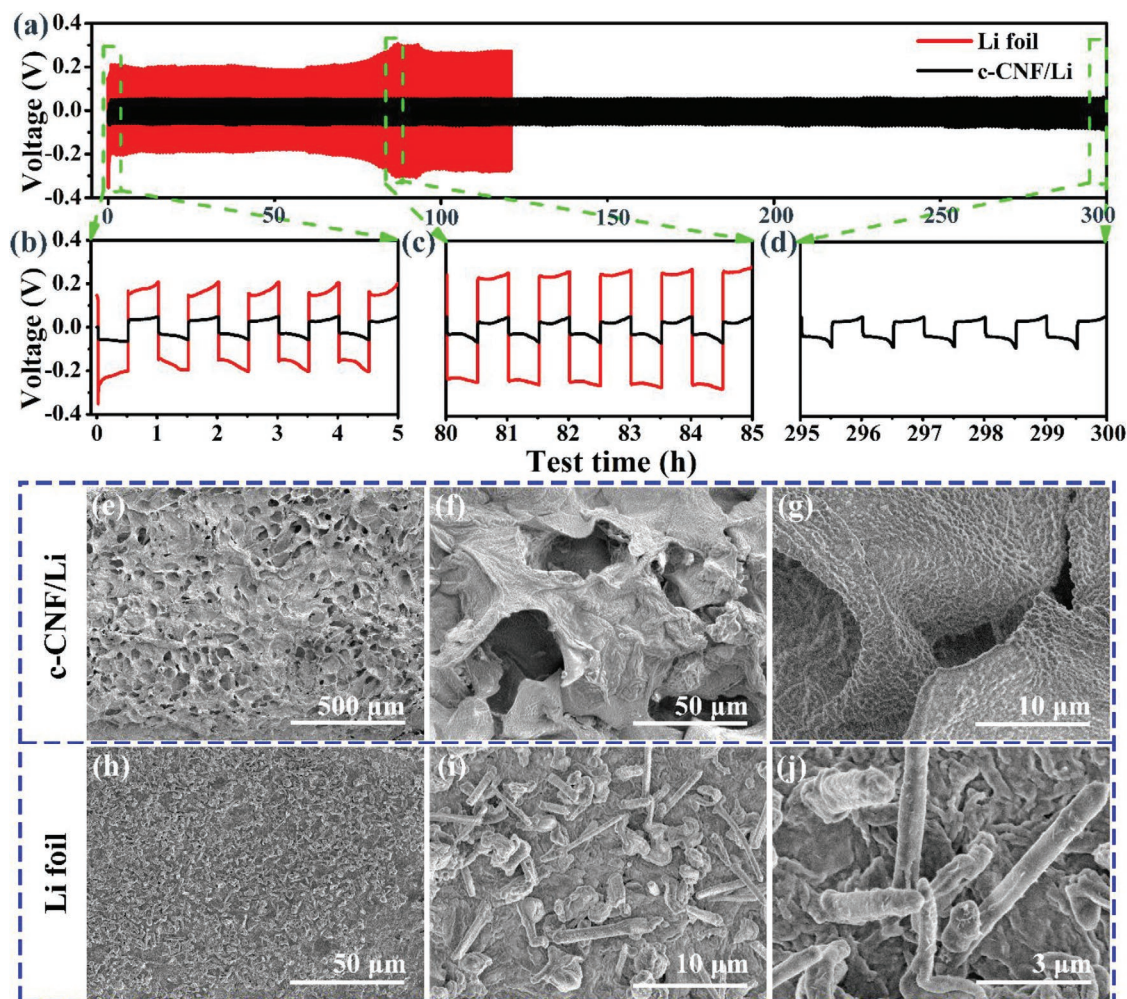 (a)
0.4
0.2
0.0
-0.2
-0.4
Voltage (V)
Li foil
c-CNF/Li
0 50 100 150 200 250 300
(b) (c) (d)
0.4
0.2
0.0
-0.2
-0.4
Voltage (V)
0 1 2 3 4 5
80 81 82 83 84 85
295 296 297 298 299 300
Test time (h)
c-CNF/Li
(e) (f) (g)
500 µm 50 µm 10 µm
Li foil
(h) (i) (j)
50 µm 10 µm 3 µm